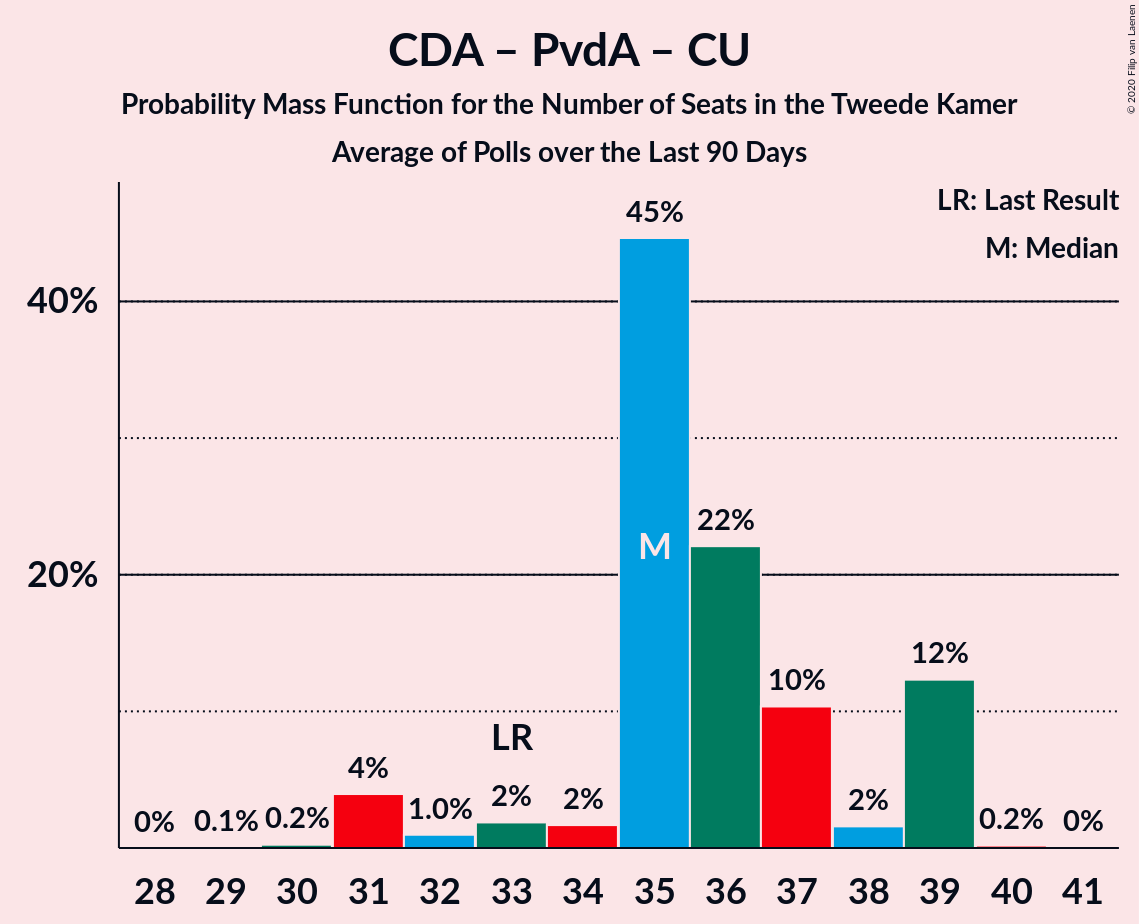 CDA – PvdA – CU
Probability Mass Function for the Number of Seats in the Tweede Kamer
Average of Polls over the Last 90 Days
© 2020 Filip van Laenen
LR: Last Result
M: Median
40%
20%
0%
0.1%
0.2%
4%
1.0%
LR
2%
2%
45%
M
22%
10%
2%
12%
0.2%
0%
28 29 30 31 32 33 34 35 36 37 38 39 40 41